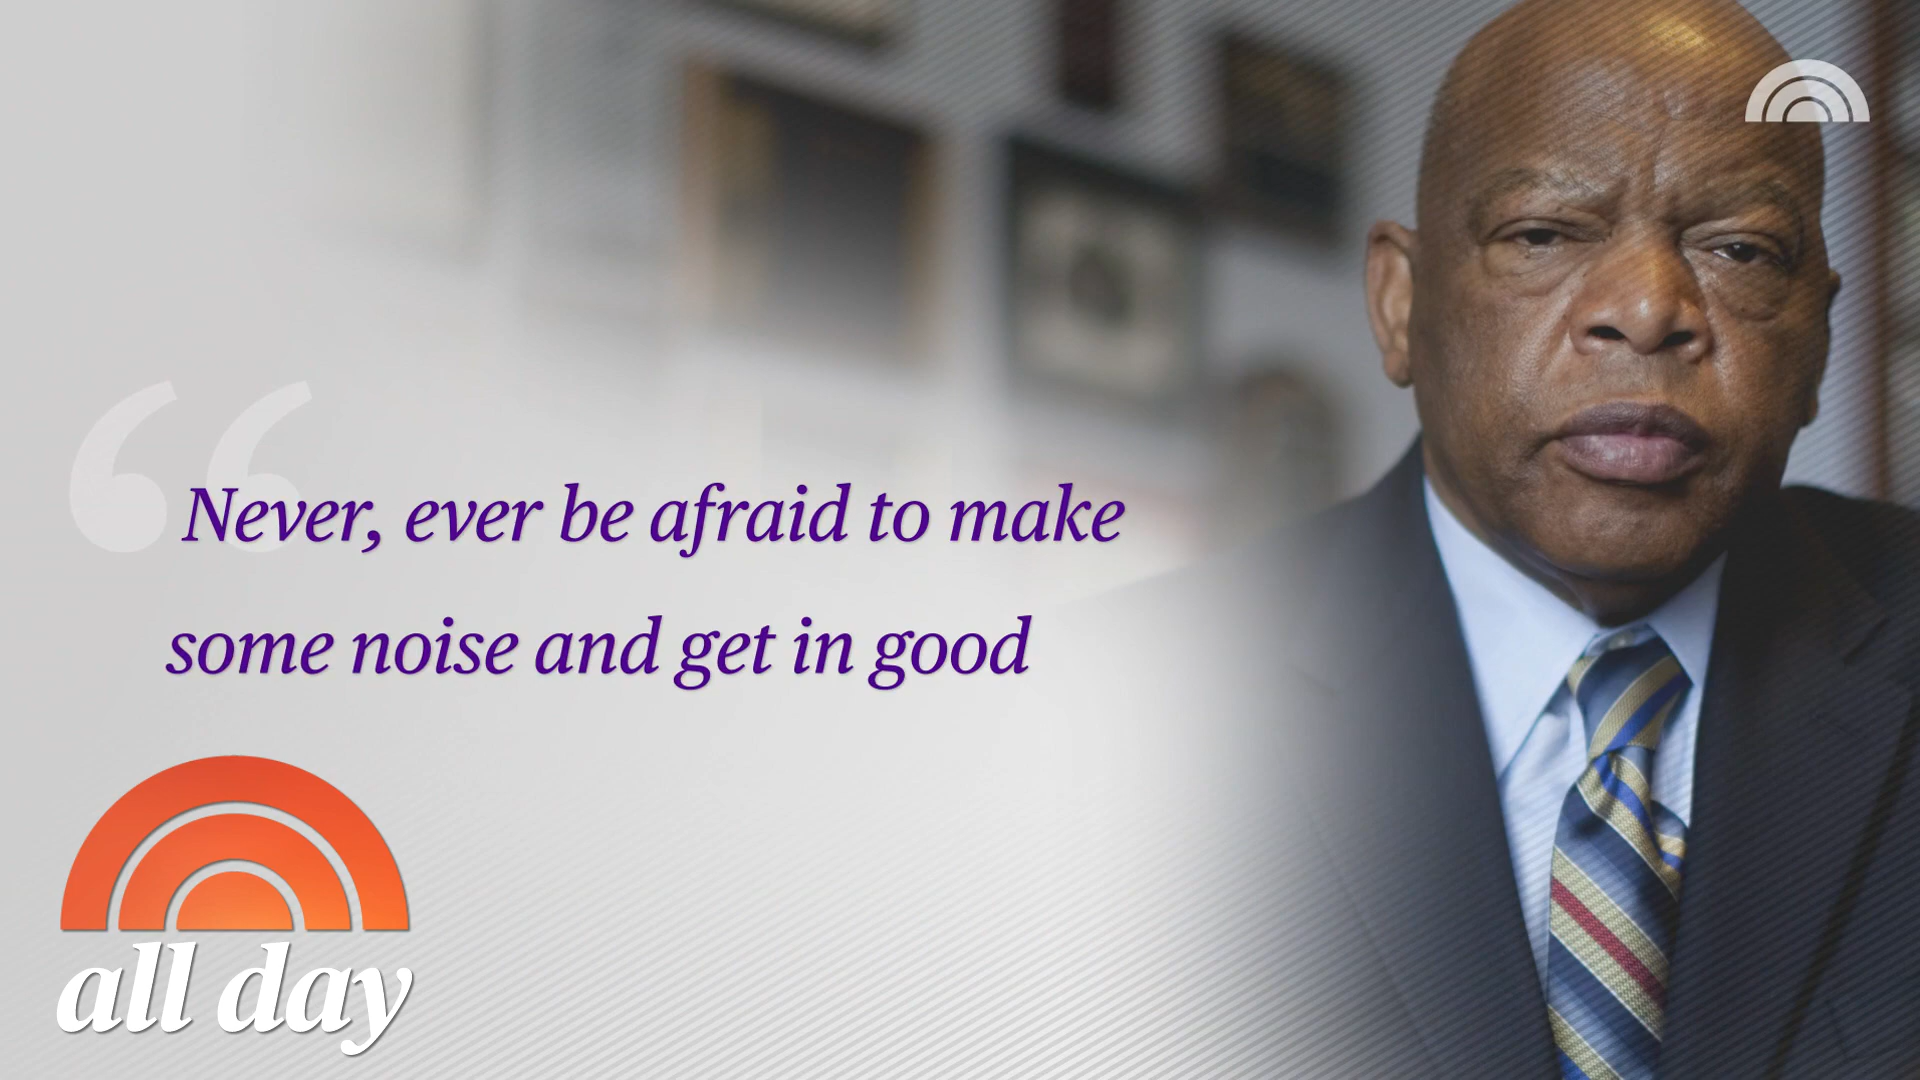 “
Never, ever be afraid to make
some noise and get in good
all day